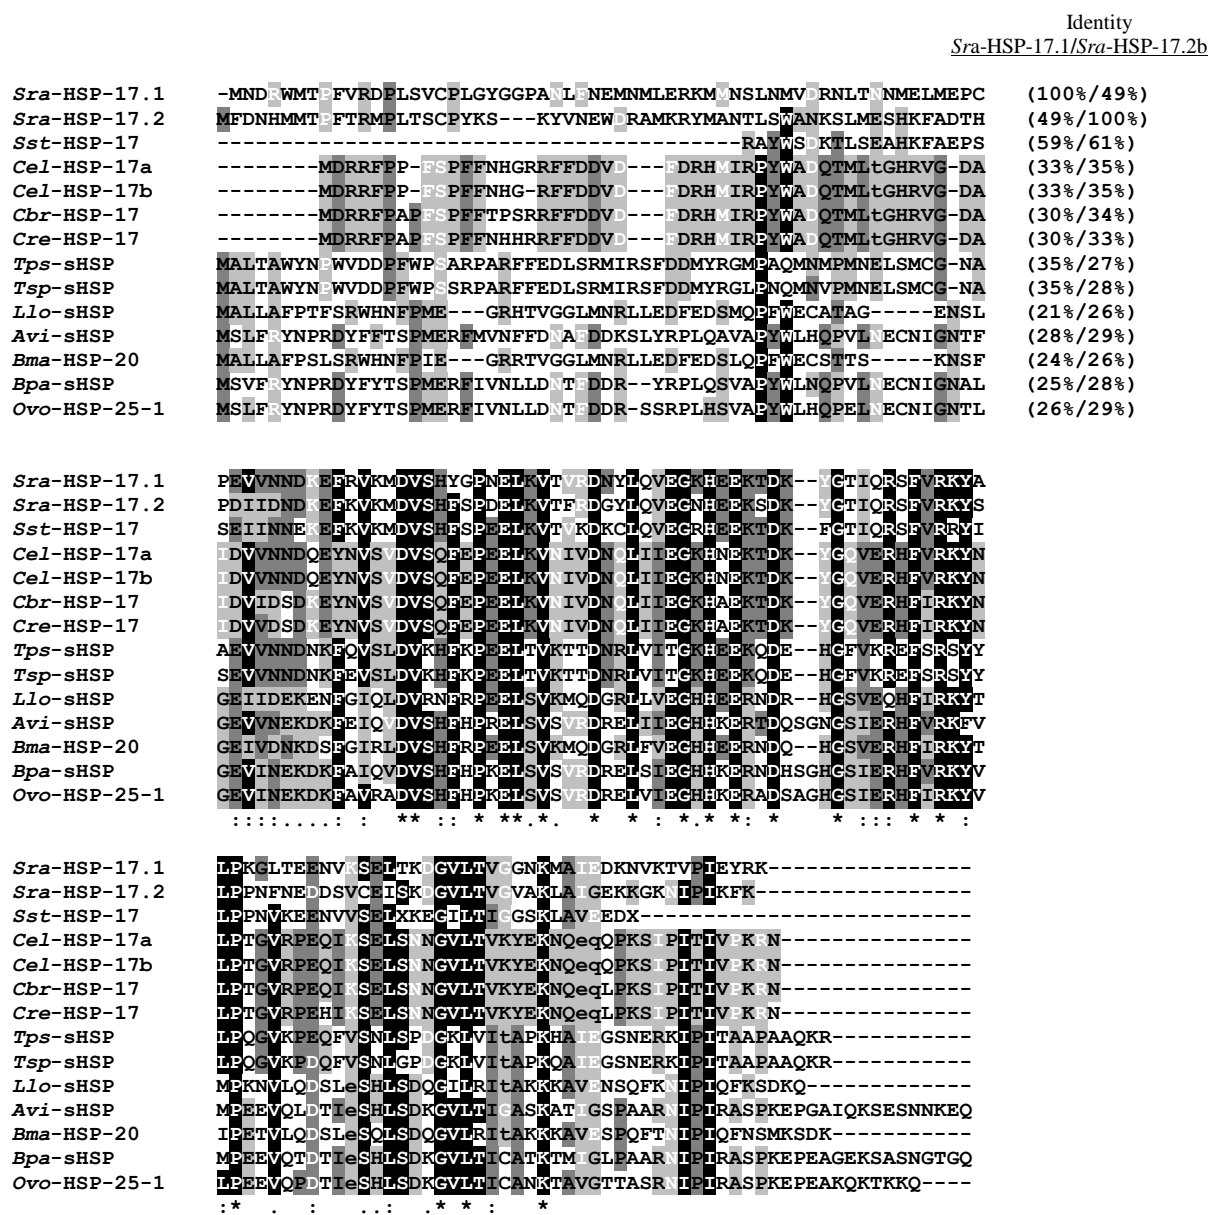 Identity
Sra-HSP-17.1/Sra-HSP-17.2b
Sra-HSP-17.1 -MNDRWMTPFVRDPLSVCPLGYGGPANLFNEMNMLERKMMNSLNMVDRNLTNNMELMEPC (100%/49%)
Sra-HSP-17.2 MFDNHMMTPFTRMPLTSCPYKS---KYVNEWDRAMKRYMANTLSWANKSLMESHKFADTH (49%/100%)
Sst-HSP-17 -----------------------------------------RAYWSDKTLSEAHKFAEPS (59%/61%)
Cel-HSP-17a --------MDRRFPP-FSPFFNHGRRFFDDVD---FDRHMIRPYWADQTMLtGHRVG-DA (33%/35%)
Cel-HSP-17b --------MDRRFPP-FSPFFNHG-RRFFDDVD---FDRHMIRPYWADQTMLtGHRVG-DA (33%/35%)
Cbr-HSP-17 --------MDRRFPAPFSPFFTPSRRFFDDVD---FDRHMIRPYWADQTMLtGHRVG-DA (30%/34%)
Cre-HSP-17 --------MDRRFPAPFSPFFNHHRRFFDDVD---FDRHMIRPYWADQTMLtGHRVG-DA (30%/33%)
Tps-sHSP MALTAWYNPWVDDPFWPSARPARFFEDLSRMIRSFDDMYRGMPAQMNMPMNELSMCG-NA (35%/27%)
Tsp-sHSP MALTAWYNPWVDDPFWPSSRPARFFEDLSRMIRSFDDMYRGLPNQMNVPMNELSMCG-NA (35%/28%)
Llo-sHSP MALLAFPTFSRWHNFPME---GRHTVGGLMNRLLEDFEDSMQPFWECATAG-----ENSL (21%/26%)
Avi-sHSP MSLFRYNPRDYFFTSPMERFMVNFFDNAFDDKSLYRPLQAVAPYWLHQPVLNECNIGNTF (28%/29%)
Bma-HSP-20 MALLAFPSLSRWHNFPIE---GRRTVGGLMNRLLEDFEDSLQPFWECSTTS-----KNSF (24%/26%)
Bpa-sHSP MSVFRYNPRDYFYTSPMERFIVNLLDNTFDDR--YRPLQSVAPYWLNQPVLNECNIGNAL (25%/28%)
Ovo-HSP-25-1 MSLFRYNPRDYFYTSPMERFIVNLLDNTFDDR-SSRPLHSVAPYWLHQPELNECNIGNTL (26%/29%)
Sra-HSP-17.1 PEVVNNDKEFRVKMDVSHYGPNELKVTVRDNYLQVEGKHEEKTDK--YGTIQRSFVRKYA
Sra-HSP-17.2 PDIIDNDKEFKVKMDVSHFSPDELKVTFRDGYLQVEGNHEEKSDK--YGTIQRSFVRKYS
Sst-HSP-17 SEIINNEKEFKVKMDVSHFSPEELKVTVKDKCLQVEGRHEEKTDK--FGTIQRSFVRRYI
Cel-HSP-17a IDVVNNDQEYNVSVDVSQFEPEELKVNIVDNQLIIEGKHNEKTDK--YGQVERHFVRKYN
Cel-HSP-17b IDVVNNDQEYNVSVDVSQFEPEELKVNIVDNQLIIEGKHNEKTDK--YGQVERHFVRKYN
Cbr-HSP-17 IDVIDSDKEYNVSVDVSQFEPEELKVNIVDNQLIIEGKHAEKTDK--YGQVERHFIRKYN
Cre-HSP-17 IDVVDSDKEYNVSVDVSQFEPEELKVNIVDNQLIIEGKHAEKTDK--YGQVERHFIRKYN
Tps-sHSP AEVVNNDNKFQVSLDVKHFKPEELTVKTTDNRLVITGKHEEKQDE--HGFVKREFSRSYY
Tsp-sHSP SEVVNNDNKFEVSLDVKHFKPEELTVKTTDNRLVITGKHEEKQDE--HGFVKREFSRSYY
Llo-sHSP GEIIDEKENFGIQLDVRNFRPEELSVKMQDGRLLVEGHHEERNDR--HGSVEQHFIRKYT
Avi-sHSP GEVVNEKDKFEIQVDVSHFHPRELSVSVRDRELIIEGHHKERTDQSGNGSIERHFVRKFV
Bma-HSP-20 GEIVDNKDSFGIRLDVSHFRPEELSVKMQDGRLFVEGHHEERNDQ--HGSVERHFIRKYT
Bpa-sHSP GEVINEKDKFAIQVDVSHFHPKELSVSVRDRELSIEGHHKERNDHSGHGSIERHFVRKYV
Ovo-HSP-25-1 GEVINEKDKFAVRADVSHFHPKELSVSVRDRELVIEGHHKERADSAGHGSIERHFIRKYV
::::....: :  ** :: * **.*.  *  * : *.* *: *    * ::: * * :
Sra-HSP-17.1 LPKGLTEENVKSELTKDGVLTVGGNKMAIEDKNVKTVPIEYRK-----------------
Sra-HSP-17.2 LPPNFNEDDSVCEISKDGVLTVGVAKLAIGEKKGKNIPIKFK------------------
Sst-HSP-17 LPPNVKEENVVSELXKEGILTIGGSKLAVEEDX---------------------------
Cel-HSP-17a LPTGVRPEQIKSELSNNGVLTVKYEKNQeqQPKSIPITIVPKRN---------------
Cel-HSP-17b LPTGVRPEQIKSELSNNGVLTVKYEKNQeqQPKSIPITIVPKRN---------------
Cbr-HSP-17 LPTGVRPEQIKSELSNNGVLTVKYEKNQeqLPKSIPITIVPKRN---------------
Cre-HSP-17 LPTGVRPEHIKSELSNNGVLTVKYEKNQeqLPKSIPITIVPKRN---------------
Tps-sHSP LPQGVKPEQFVSNLSPDGKLVITtAPKHAIEGSNERKIPITAAPAAQKR-----------
Tsp-sHSP LPQGVKPDQFVSNLGPDGKLVITtAPKQAIEGSNERKIPITAAPAAQKR-----------
Llo-sHSP MPKNVLQDSLeSHLSDQGILRItAKKKAVENSQFKNIPIQFKSDKQ-------------
Avi-sHSP MPEEVQLDTIeSHLSDKGVLTIGASKATIGSPAARNIPIRASPKEPGAIQKSESNNKEQ
Bma-HSP-20 IPETVLQDSLeSQLSDQGVLRItAKKKAVESPQFTNIPIQFNSMKSDK-----------
Bpa-sHSP MPEEVQTDTIeSHLSDKGVLTICATKTMIGLPAARNIPIRASPKEPEAGEKSASNGTGQ
Ovo-HSP-25-1 LPEEVQPDTIeSHLSDKGVLTICANKTAVGTTASRNIPIRASPKEPEAKQKTKKQ----
:*  .  :   ..:  .* * :    *